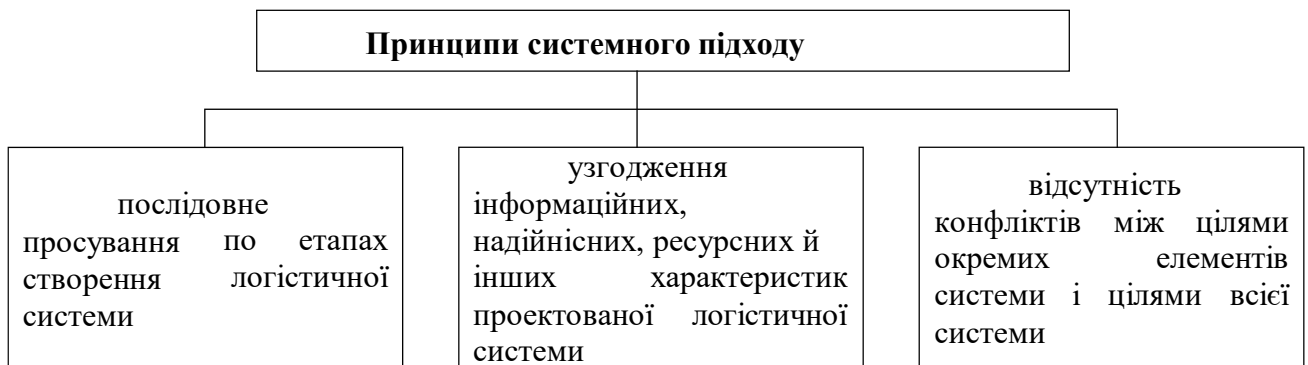 Принципи системного підходу
послідовне
просування по етапах
створення логістичної
системи
узгодження
інформаційних,
надійнісних, ресурсних й
інших характеристик
проектованої логістичної
системи
відсутність
конфліктів між цілями
окремих елементів
системи і цілями всієї
системи